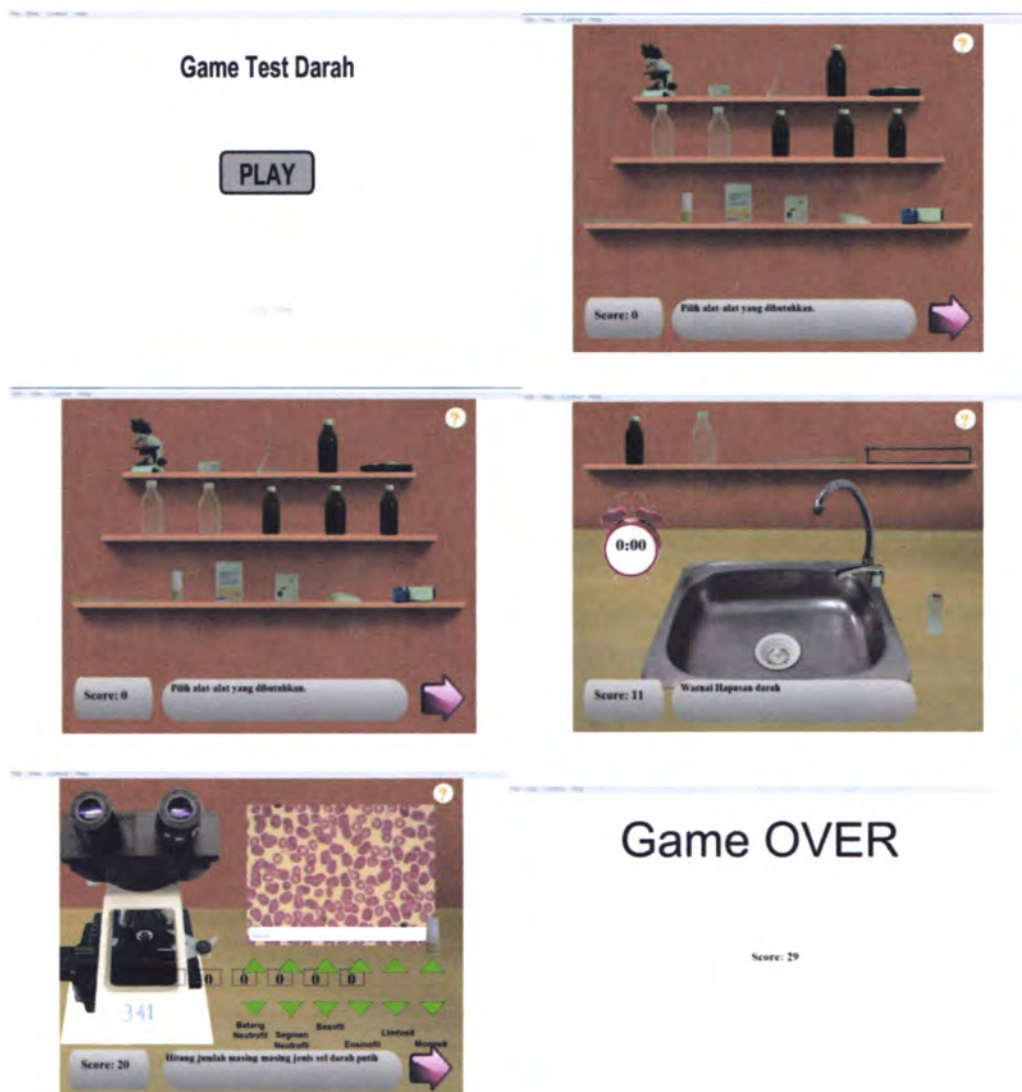 Game Test Darah
PLAY
Score: 0
Pilih alat-alat yang dibutuhkan.
Score: 0
Pilih alat-alat yang dibutuhkan.
0:00
Score: 11
Warnai Hapusan darah
0 0 0 0 0
341
Batang Neutrofil
Segmen Neutrofil
Basofil
Eosinofil
Limfosit
Monosit
Score: 20
Hitung jumlah masing masing jenis sel darah putih
Game OVER
Score: 29